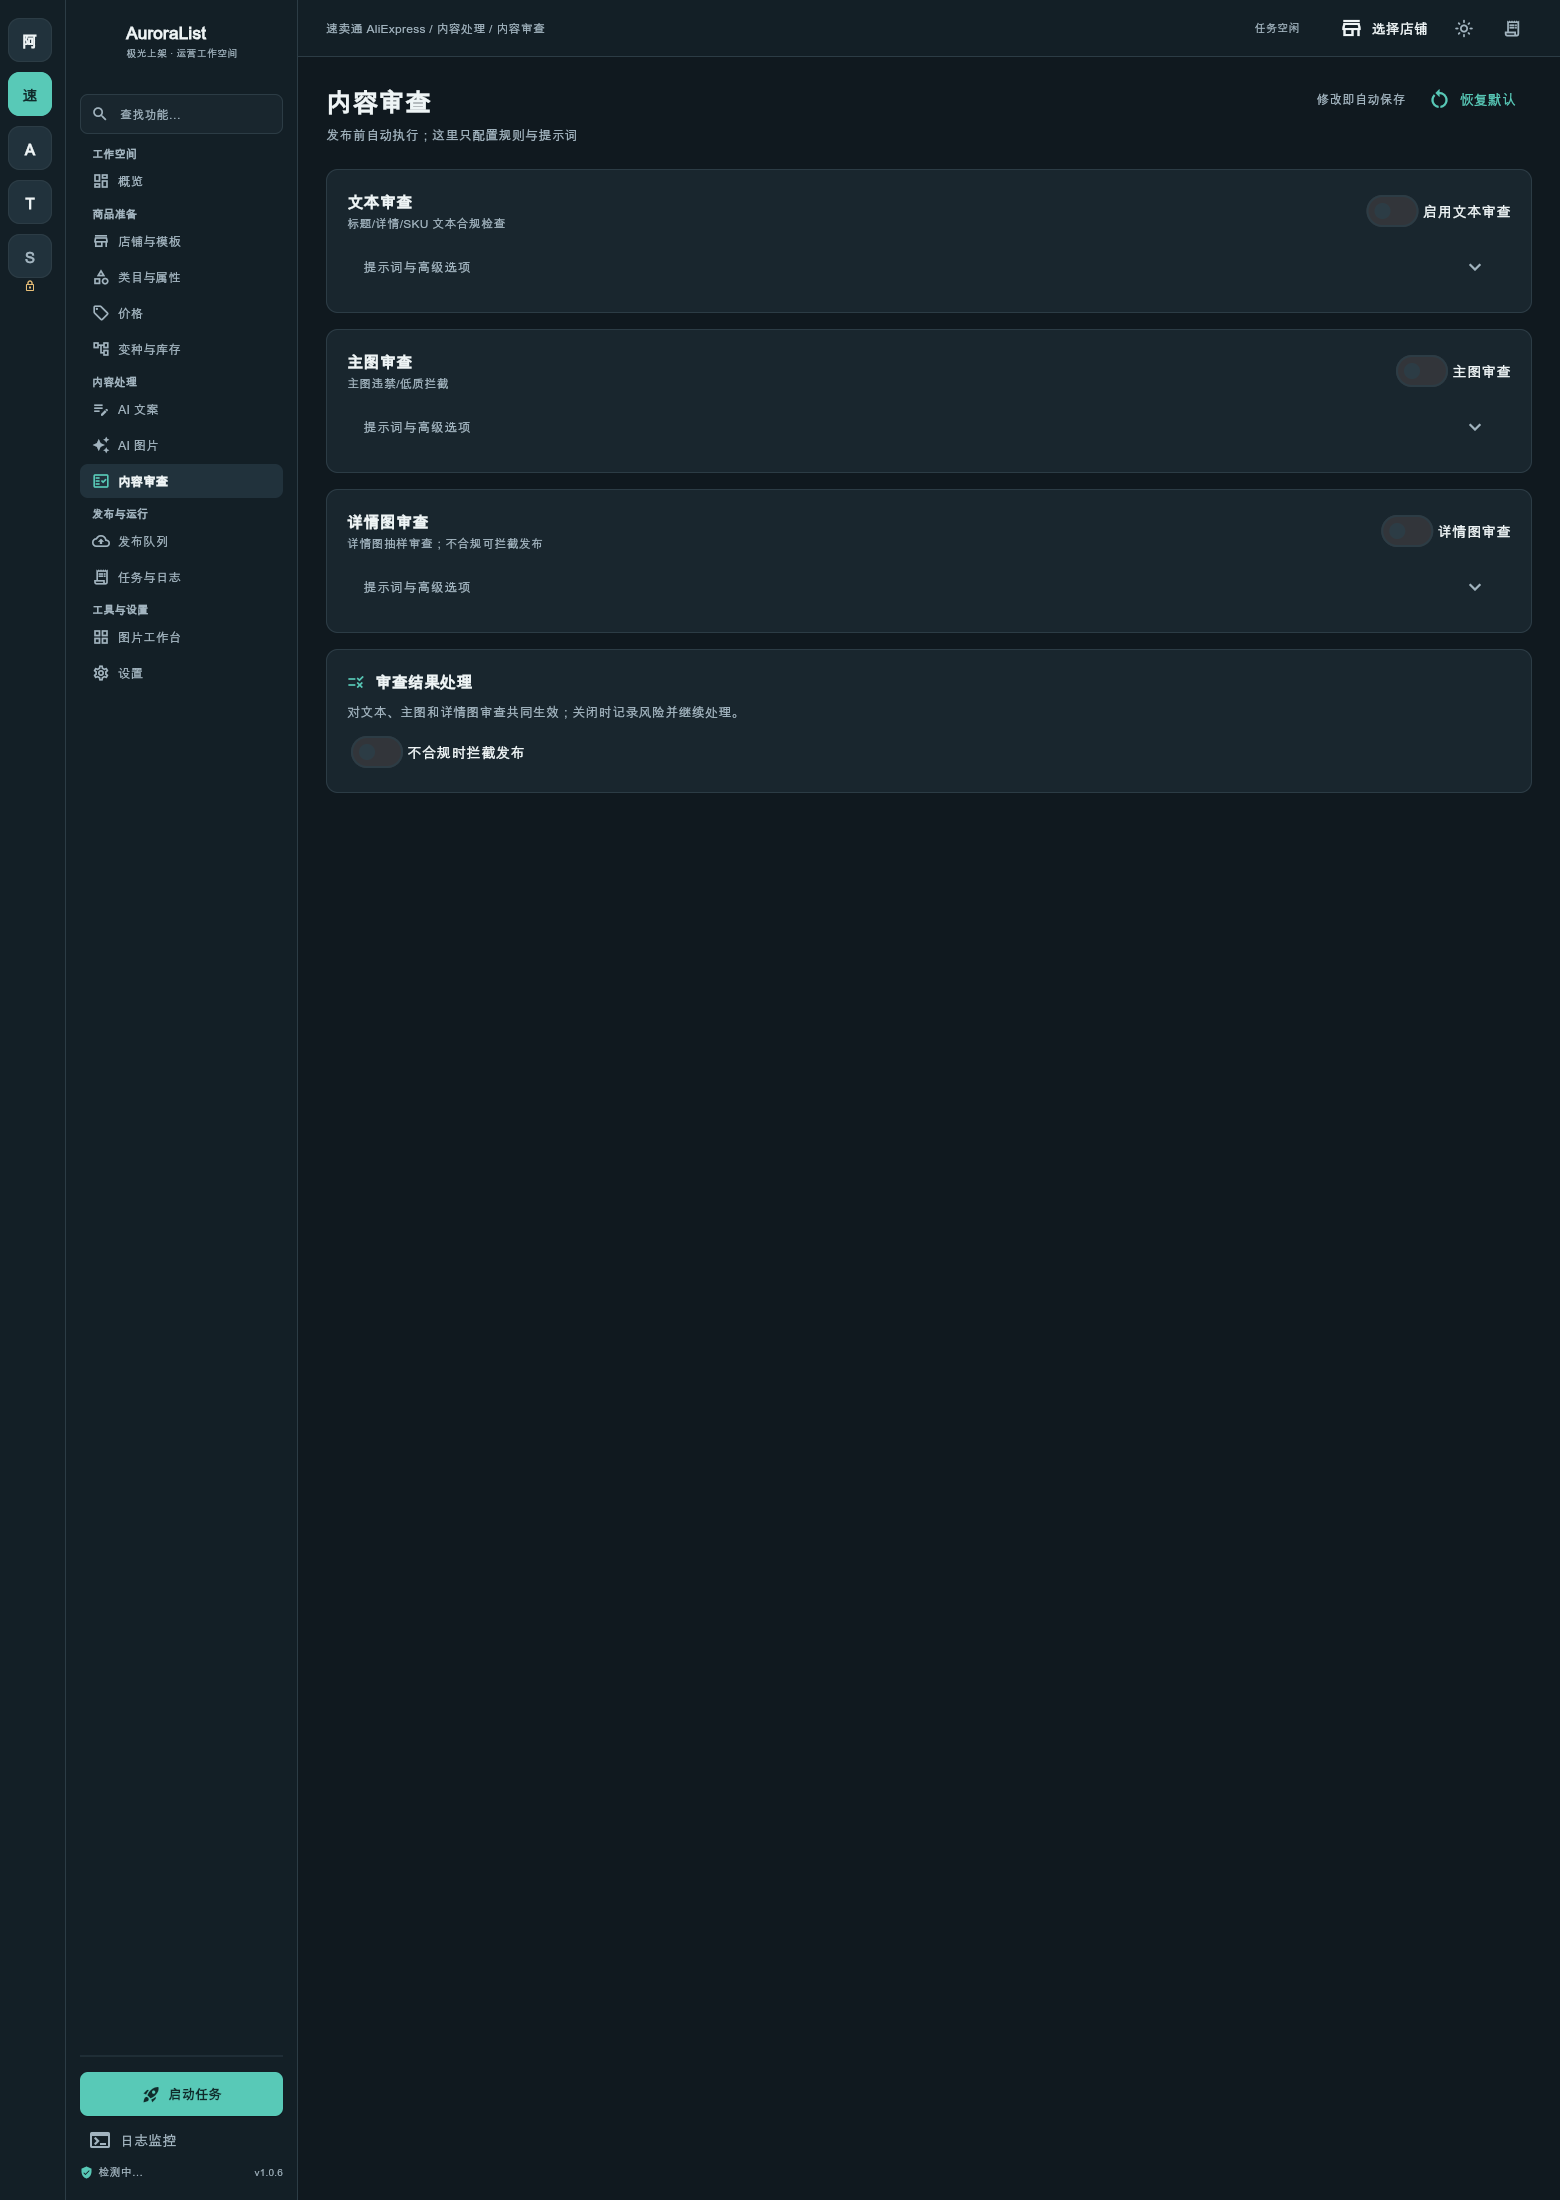 阿
速
A
T
S
AuroraList
极光上架 · 运营工作空间
查找功能...
工作空间
概览
商品准备
店铺与模板
类目与属性
价格
变种与库存
内容处理
AI 文案
AI 图片
内容审查
发布与运行
发布队列
任务与日志
工具与设置
图片工作台
设置
启动任务
日志监控
检测中... v1.0.6
速卖通 AliExpress / 内容处理 / 内容审查
任务空闲
选择店铺
内容审查
发布前自动执行；这里只配置规则与提示词
修改即自动保存
恢复默认
文本审查
标题/详情/SKU 文本合规检查
启用文本审查
提示词与高级选项
主图审查
主图违禁/低质拦截
主图审查
提示词与高级选项
详情图审查
详情图抽样审查；不合规可拦截发布
详情图审查
提示词与高级选项
审查结果处理
对文本、主图和详情图审查共同生效；关闭时记录风险并继续处理。
不合规时拦截发布